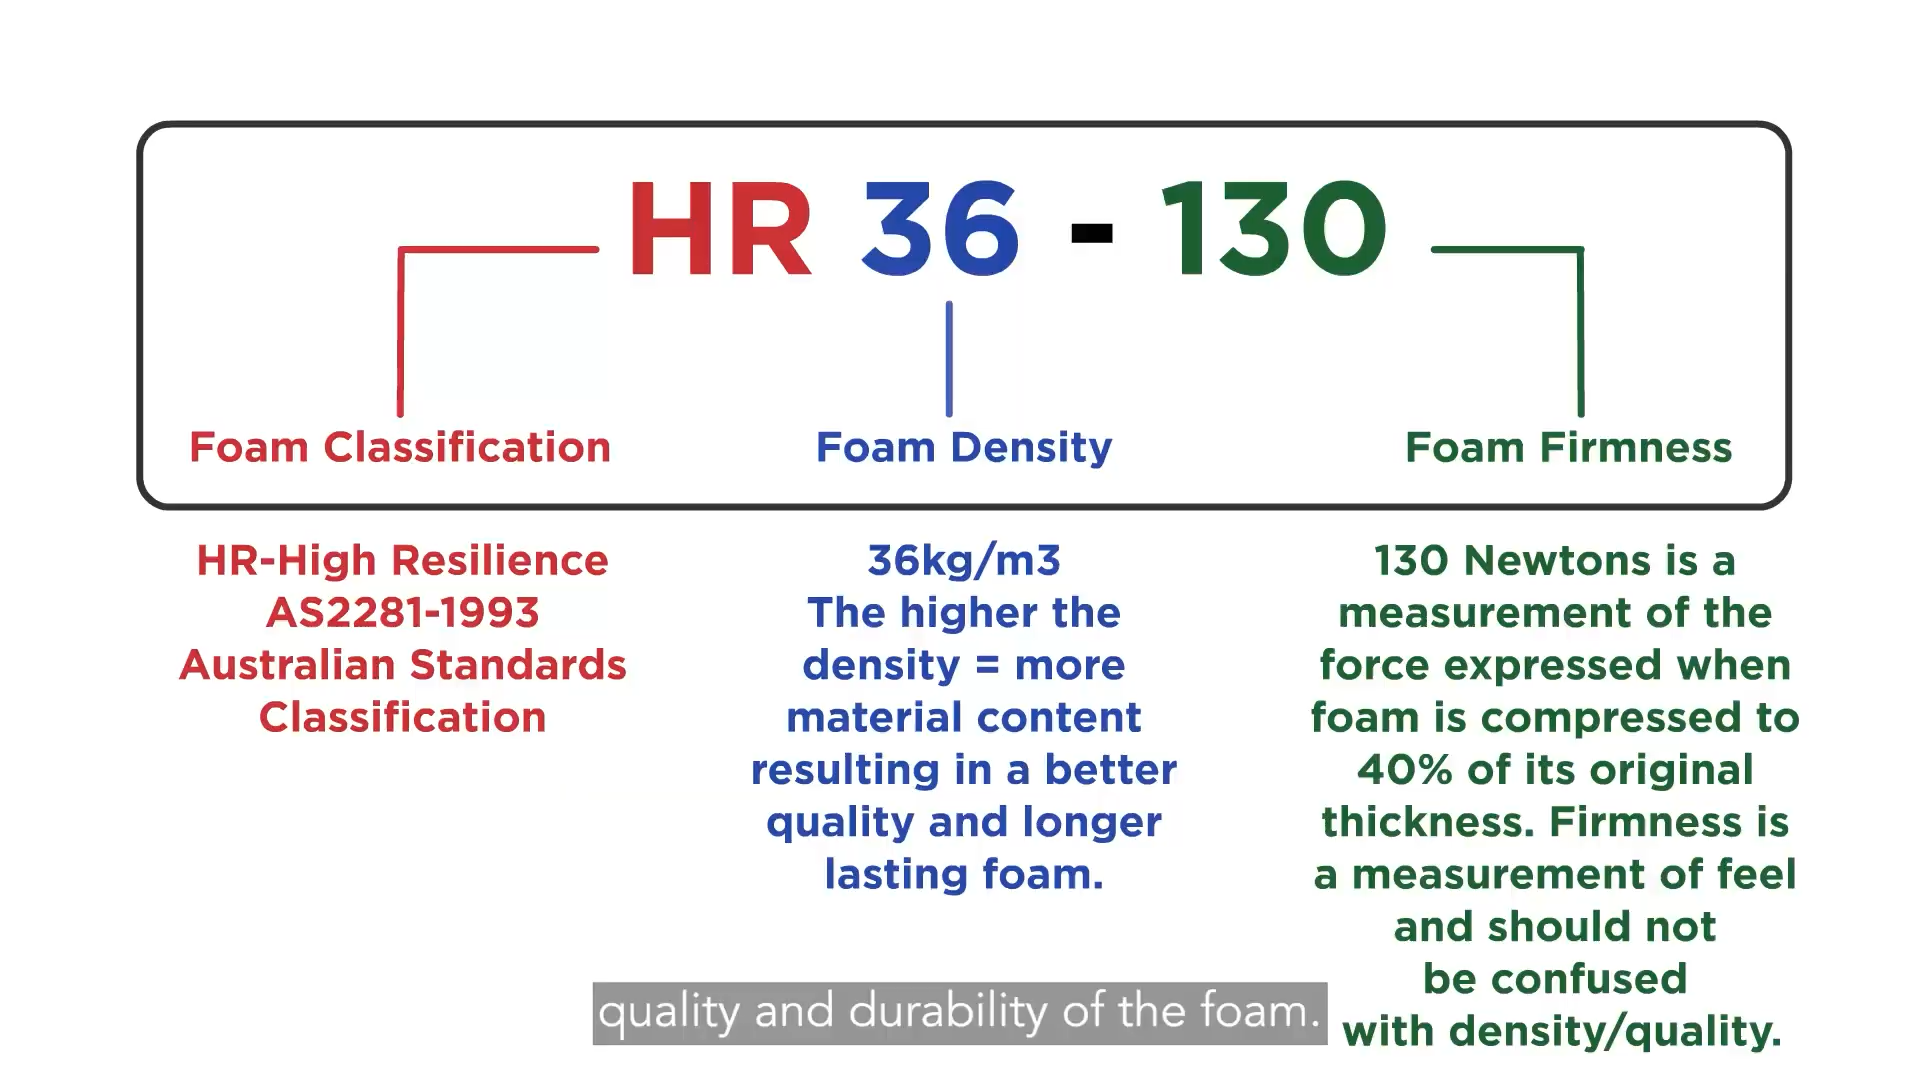 HR 36 - 130
Foam Classification
Foam Density
Foam Firmness
HR-High Resilience
AS2281-1993
Australian Standards
Classification
36kg/m3
The higher the
density = more
material content
resulting in a better
quality and longer
lasting foam.
130 Newtons is a
measurement of the
force expressed when
foam is compressed to
40% of its original
thickness. Firmness is
a measurement of feel
and should not
be confused
with density/quality.
quality and durability of the foam.